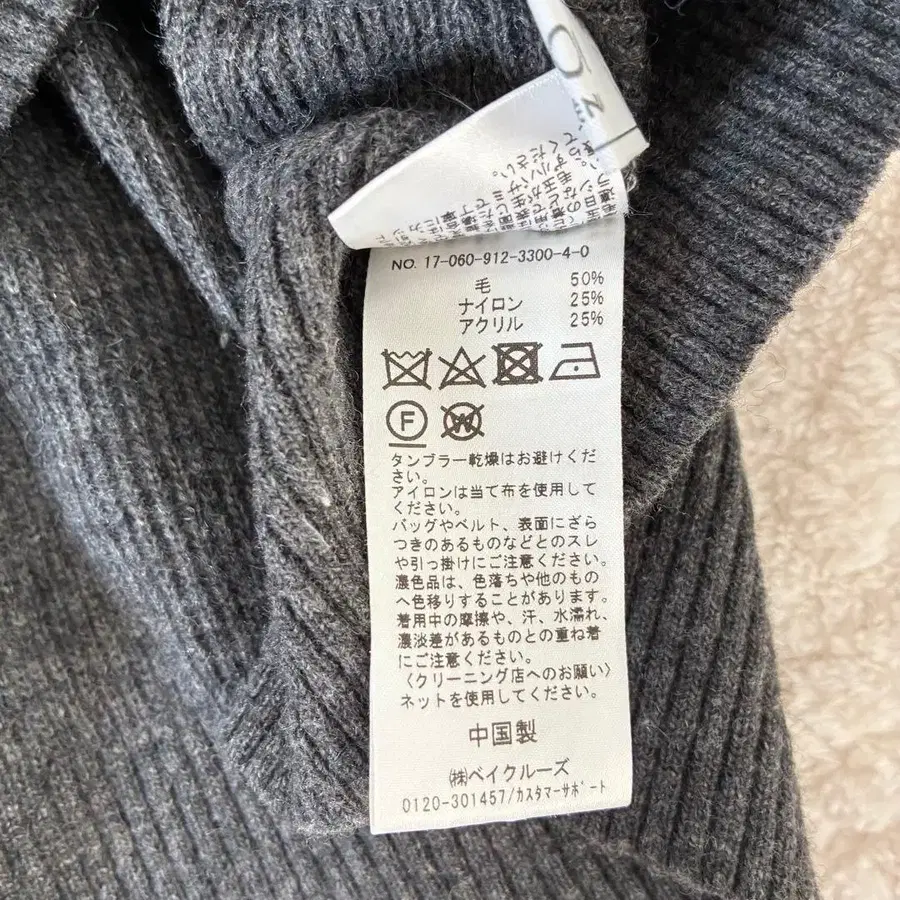 NO. 17-060-912-3300-4-0
毛 50%
ナイロン 25%
アクリル 25%
F
W
タンブラー乾燥はお避けくだ
さい。
アイロンは当て布を使用して
ください。
バッグやベルト、表面にざら
つきのあるものなどとのスレ
や引っ掛けにご注意ください。
濃色品は、色落ちや他のもの
へ色移りすることがあります。
着用中の摩擦や、汗、水濡れ、
濃淡差があるものとの重ね着
にご注意ください。
〈クリーニング店へのお願い〉
ネットを使用してください。
中国製
㈱ベイクルーズ
0120-301457/カスタマーサポート